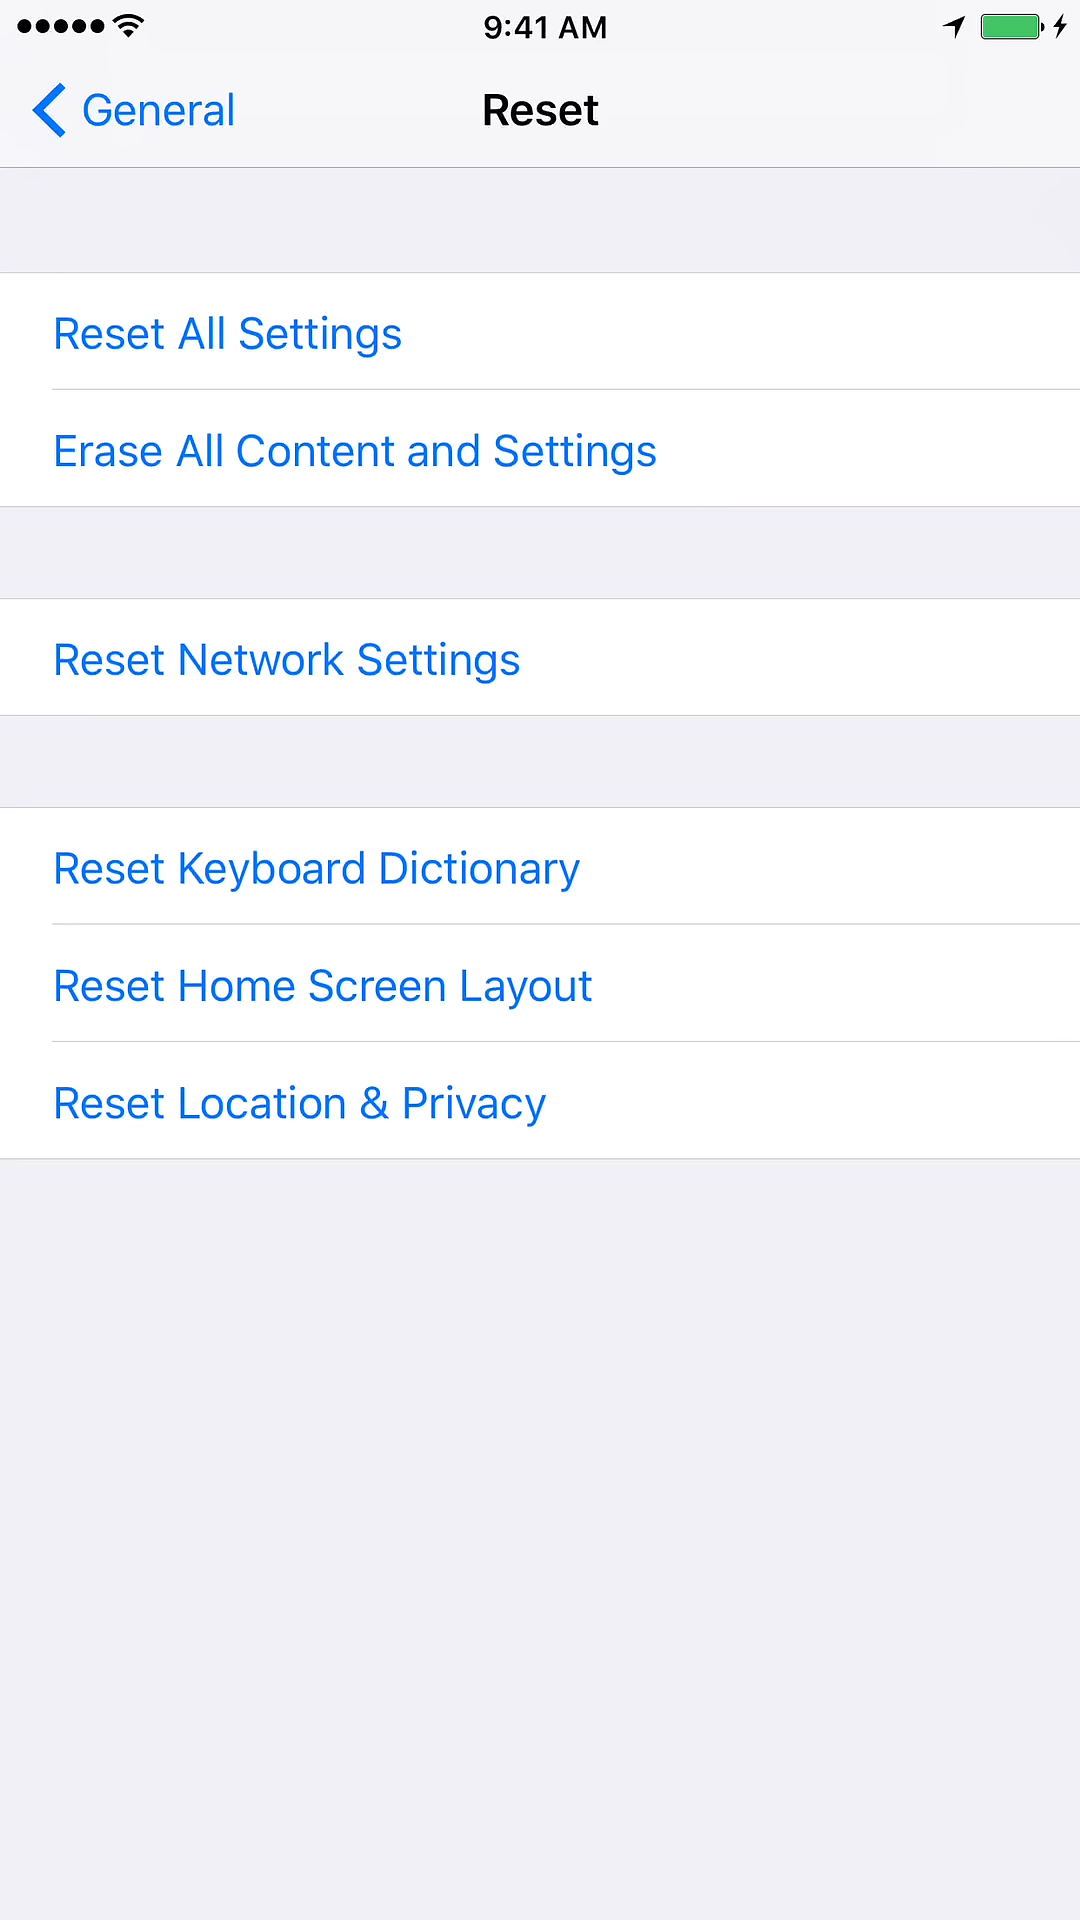 9:41 AM
General
Reset
Reset All Settings
Erase All Content and Settings
Reset Network Settings
Reset Keyboard Dictionary
Reset Home Screen Layout
Reset Location & Privacy